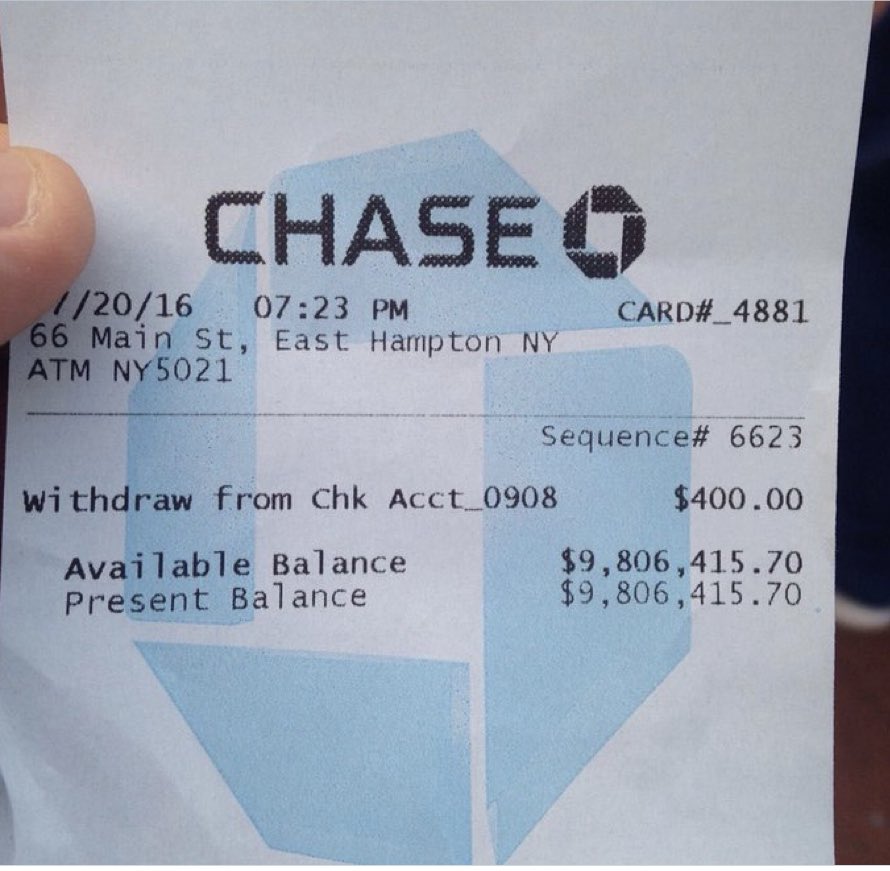 CHASE
/20/16 07:23 PM CARD#_4881
66 Main St, East Hampton NY
ATM NY5021
Sequence# 6623
Withdraw from Chk Acct_0908 $400.00
Available Balance $9,806,415.70
Present Balance $9,806,415.70